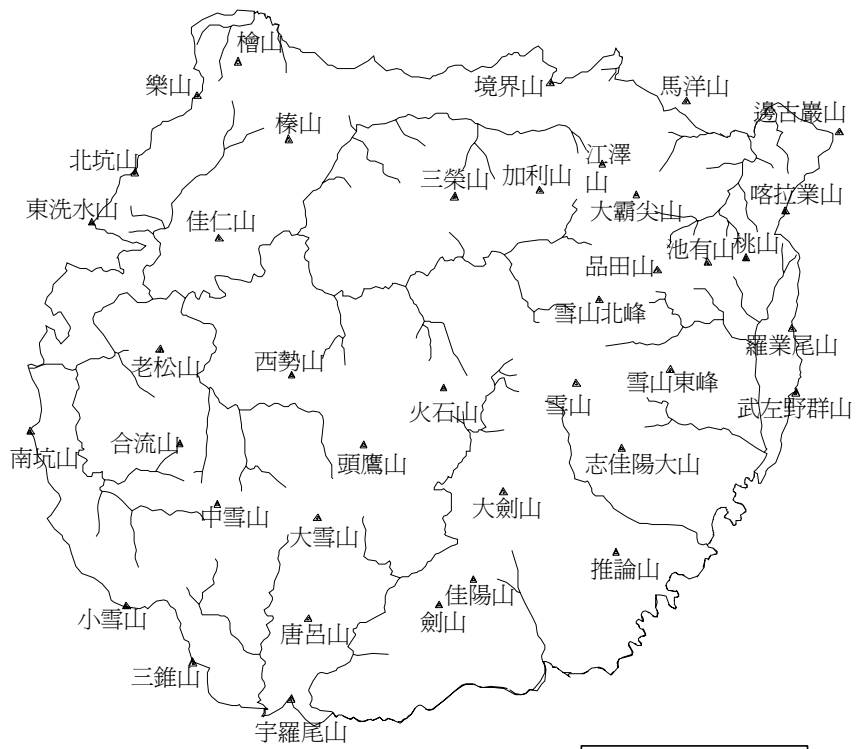 檜山
樂山
境界山
馬洋山
邊古巖山
榛山
北坑山
三榮山
加利山
江澤
山
東洗水山
佳仁山
大霸尖山
喀拉業山
品田山
池有山
桃山
雪山北峰
老松山
西勢山
火石山
雪山
雪山東峰
羅業尾山
武左野群山
南坑山
合流山
頭鷹山
志佳陽大山
中雪山
大雪山
大劍山
推論山
小雪山
唐呂山
劍山
佳陽山
三錐山
宇羅尾山